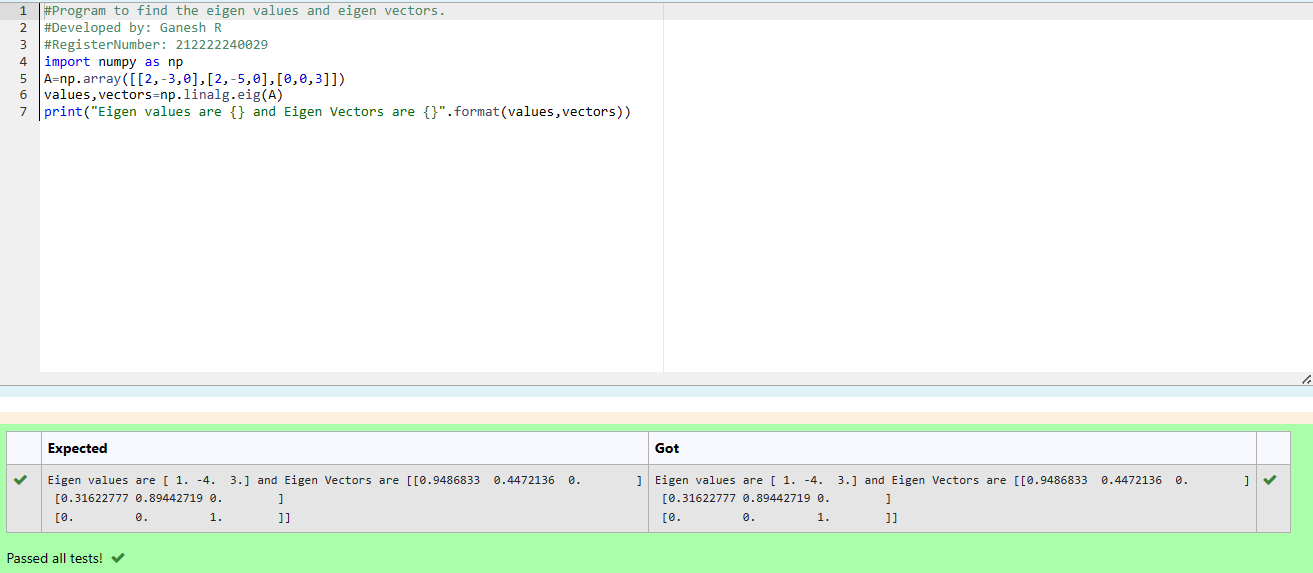 1 #Program to find the eigen values and eigen vectors.
2 #Developed by: Ganesh R
3 #RegisterNumber: 212222240029
4 import numpy as np
5 A=np.array([[2,-3,0],[2,-5,0],[0,0,3]])
6 values,vectors=np.linalg.eig(A)
7 print("Eigen values are {} and Eigen Vectors are {}".format(values,vectors))
Expected Got
Eigen values are [ 1. -4.  3.] and Eigen Vectors are [[0.9486833  0.4472136  0.        ] Eigen values are [ 1. -4.  3.] and Eigen Vectors are [[0.9486833  0.4472136  0.        ]
[0.31622777 0.89442719 0.        ] [0.31622777 0.89442719 0.        ]
[0.         0.         1.        ]] [0.         0.         1.        ]]
Passed all tests!